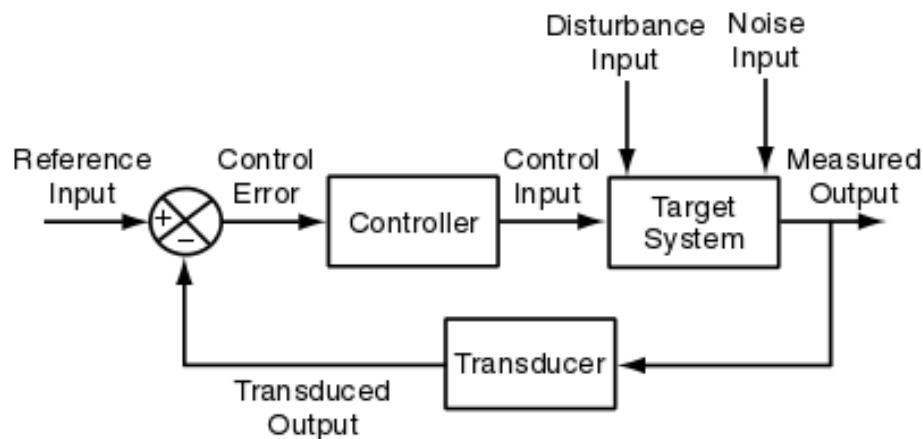 Disturbance
Input
Noise
Input
Reference
Input
+
−
Control
Error
Controller
Control
Input
Target
System
Measured
Output
Transducer
Transduced
Output